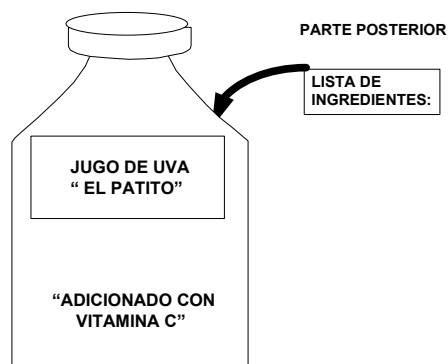 PARTE POSTERIOR
LISTA DE
INGREDIENTES:
JUGO DE UVA
“ EL PATITO”
“ADICIONADO CON
VITAMINA C”